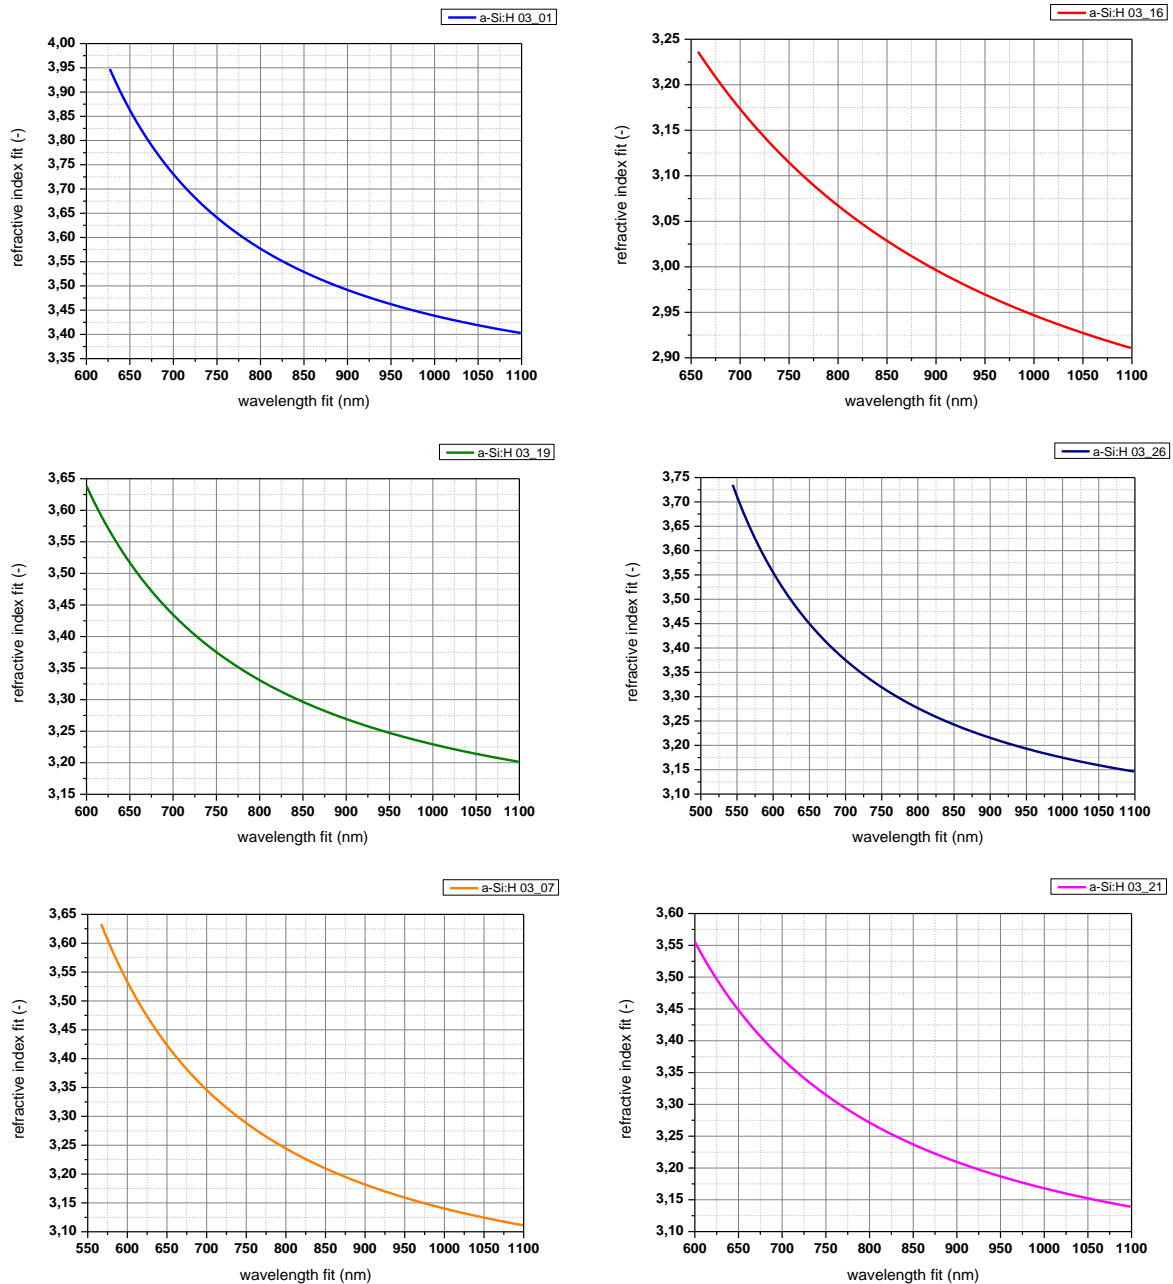 a-Si:H 03_01
4,00
3,95
3,90
3,85
3,80
3,75
3,70
3,65
3,60
3,55
3,50
3,45
3,40
3,35
refractive index fit (-)
600 650 700 750 800 850 900 950 1000 1050 1100
wavelength fit (nm)
a-Si:H 03_16
3,25
3,20
3,15
3,10
3,05
3,00
2,95
2,90
refractive index fit (-)
650 700 750 800 850 900 950 1000 1050 1100
wavelength fit (nm)
a-Si:H 03_19
3,65
3,60
3,55
3,50
3,45
3,40
3,35
3,30
3,25
3,20
3,15
refractive index fit (-)
600 650 700 750 800 850 900 950 1000 1050 1100
wavelength fit (nm)
a-Si:H 03_26
3,75
3,70
3,65
3,60
3,55
3,50
3,45
3,40
3,35
3,30
3,25
3,20
3,15
3,10
refractive index fit (-)
500 550 600 650 700 750 800 850 900 950 1000 1050 1100
wavelength fit (nm)
a-Si:H 03_07
3,65
3,60
3,55
3,50
3,45
3,40
3,35
3,30
3,25
3,20
3,15
3,10
refractive index fit (-)
550 600 650 700 750 800 850 900 950 1000 1050 1100
wavelength fit (nm)
a-Si:H 03_21
3,60
3,55
3,50
3,45
3,40
3,35
3,30
3,25
3,20
3,15
3,10
refractive index fit (-)
600 650 700 750 800 850 900 950 1000 1050 1100
wavelength fit (nm)